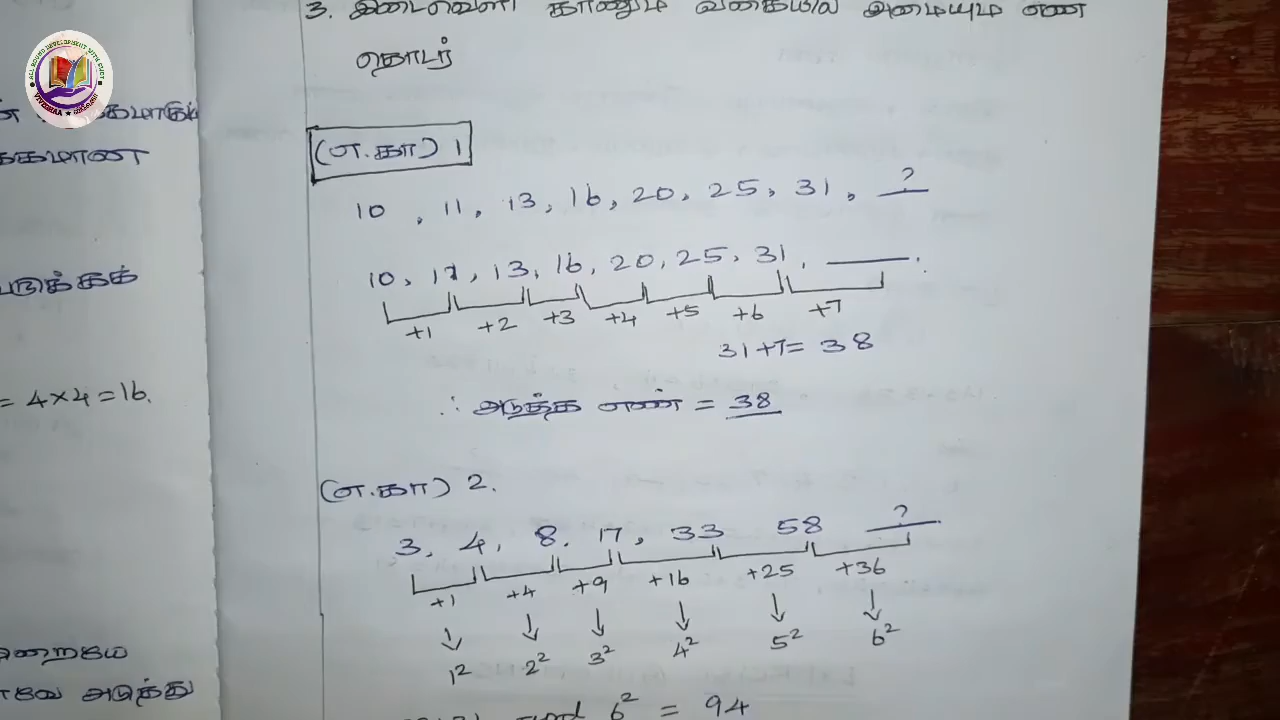 3. இடைவெளி காணும் வகையில் அமையும் எண்
தொடர்
(எ.கா) 1
10 , 11, 13, 16, 20, 25, 31, ?
10, 11, 13, 16, 20, 25, 31, ____.
+1 +2 +3 +4 +5 +6 +7
31+7= 38
∴ அடுத்த எண் = 38
(எ.கா) 2.
3, 4, 8. 17, 33 58 ?
+1 +4 +9 +16 +25 +36
↓ ↓ ↓ ↓ ↓ ↓
1² 2² 3² 4² 5² 6²
6² = 94
= 4×4=16.
அடுத்து